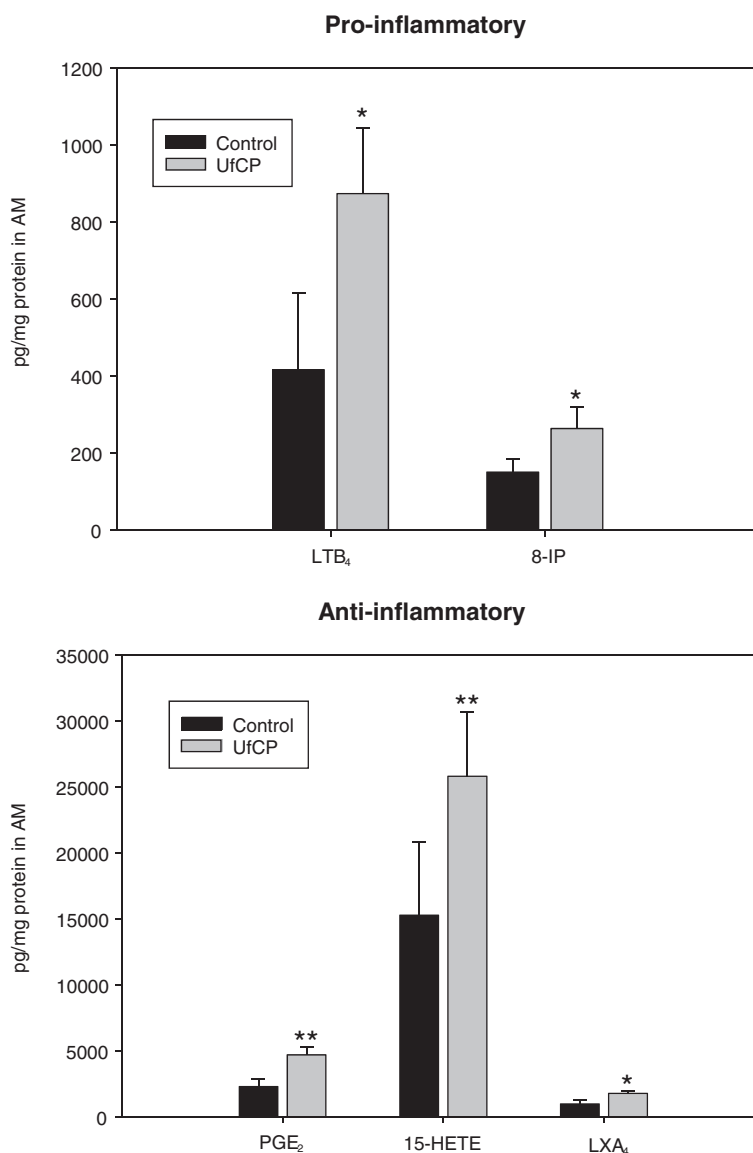 Pro-inflammatory
1200
1000
800
600
400
200
0
pg/mg protein in AM
Control
UfCP
*
*
LTB₄
8-IP
Anti-inflammatory
35000
30000
25000
20000
15000
10000
5000
0
pg/mg protein in AM
Control
UfCP
**
**
*
PGE₂
15-HETE
LXA₄